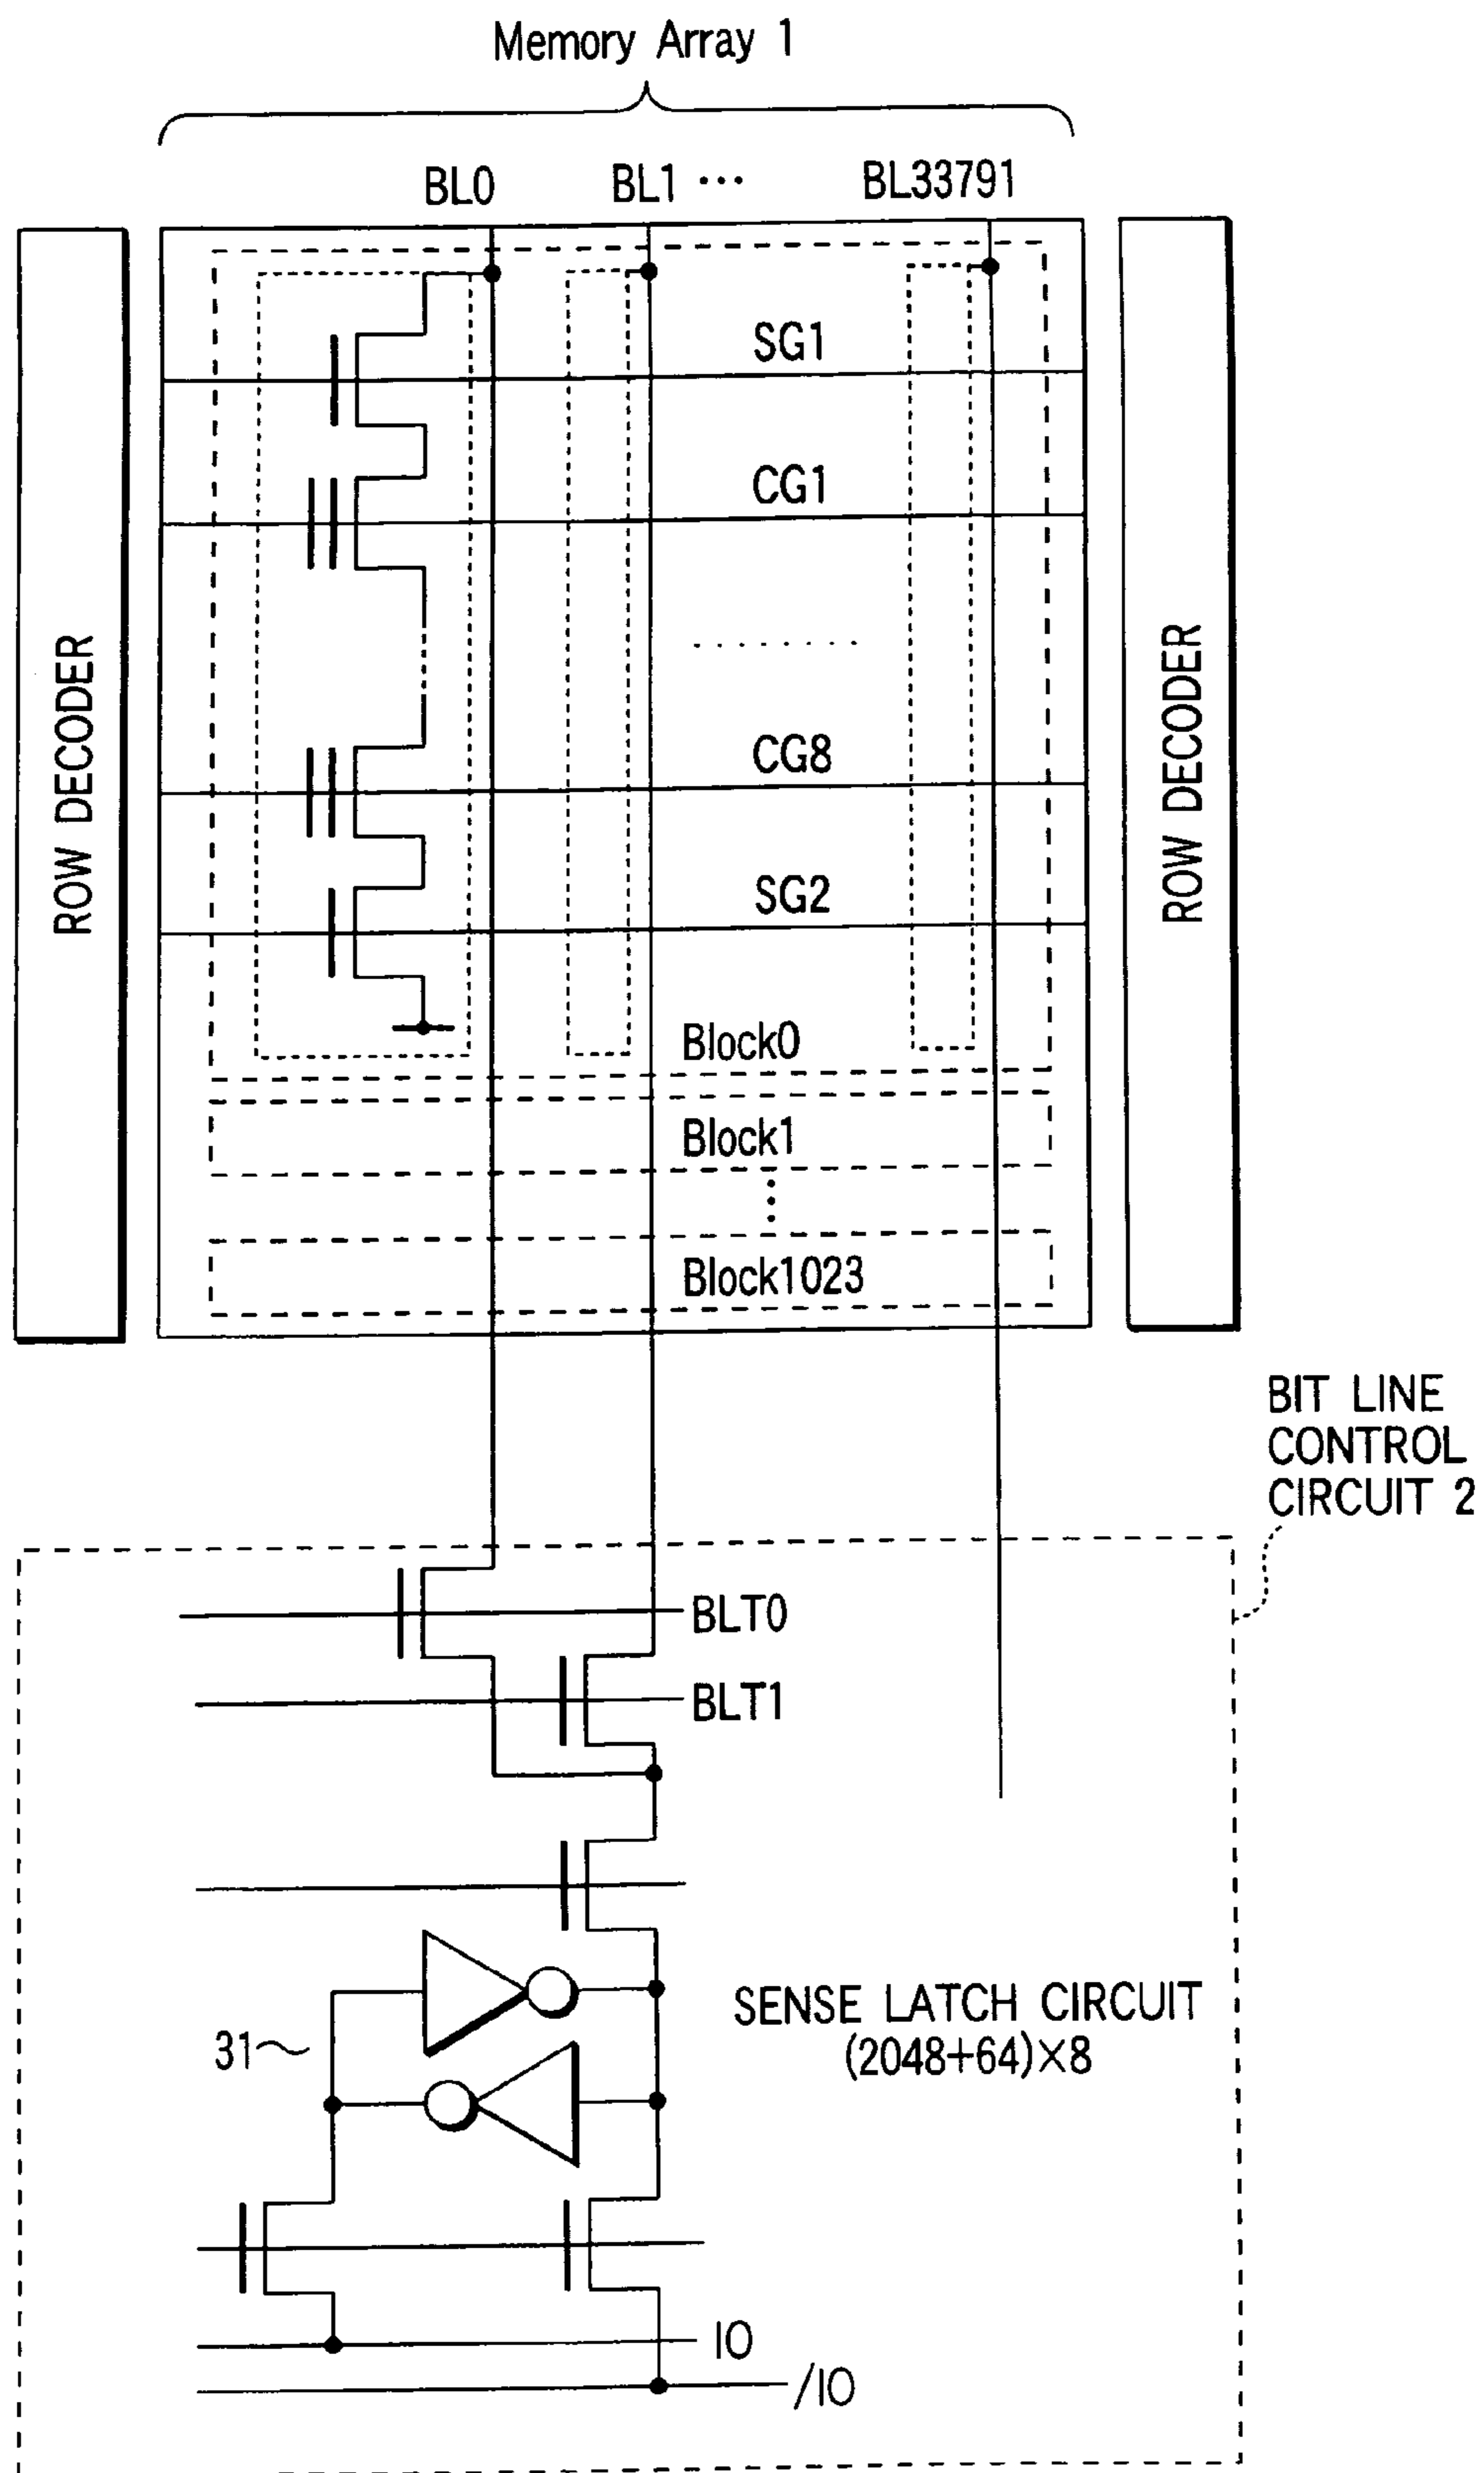 Memory Array 1
BL0 BL1 ··· BL33791
ROW DECODER
SG1
CG1
CG8
SG2
Block0
Block1
Block1023
ROW DECODER
BIT LINE
CONTROL
CIRCUIT 2
BLT0
BLT1
31
SENSE LATCH CIRCUIT
(2048+64)×8
IO
/IO